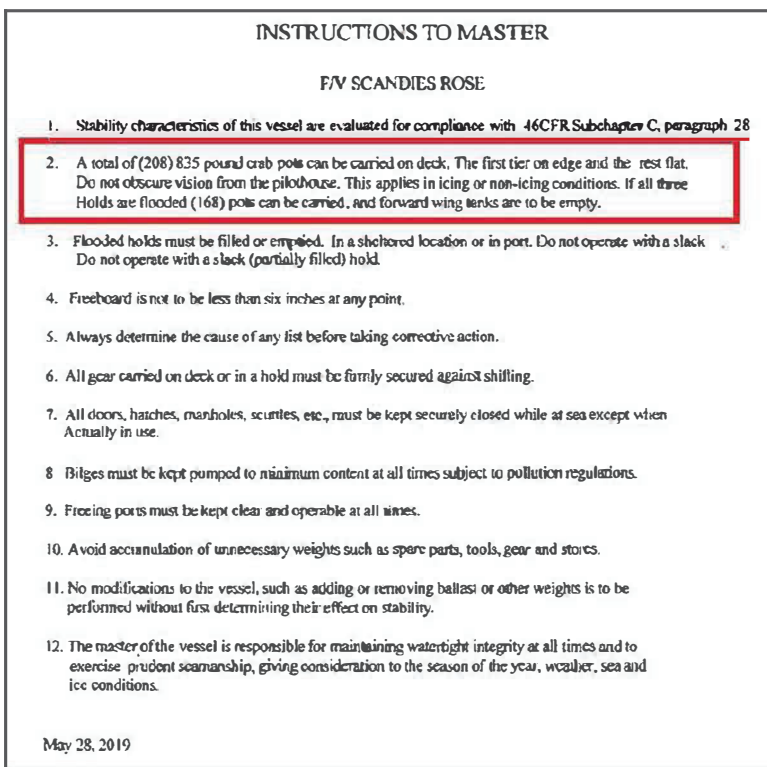 INSTRUCTIONS TO MASTER
F/V SCANDIES ROSE
1. Stability characteristics of this vessel are evaluated for compliance with 46CFR Subchapter C, paragraph 28
2. A total of (208) 835 pound crab pots can be carried on deck, The first tier on edge and the rest flat.
Do not obscure vision from the pilothouse. This applies in icing or non-icing conditions. If all three
Holds are flooded (168) pots can be carried, and forward wing tanks are to be empty.
3. Flooded holds must be filled or emptied. In a sheltered location or in port. Do not operate with a slack
Do not operate with a slack (partially filled) hold.
4. Freeboard is not to be less than six inches at any point.
5. Always determine the cause of any list before taking corrective action.
6. All gear carried on deck or in a hold must be firmly secured against shifting.
7. All doors, hatches, manholes, scuttles, etc., must be kept securely closed while at sea except when
Actually in use.
8 Bilges must be kept pumped to minimum content at all times subject to pollution regulations.
9. Freeing ports must be kept clear and operable at all times.
10. Avoid accumulation of unnecessary weights such as spare parts, tools, gear and stores.
11. No modifications to the vessel, such as adding or removing ballast or other weights is to be
performed without first determining their effect on stability.
12. The master of the vessel is responsible for maintaining watertight integrity at all times and to
exercise prudent seamanship, giving consideration to the season of the year, weather, sea and
ice conditions.
May 28, 2019